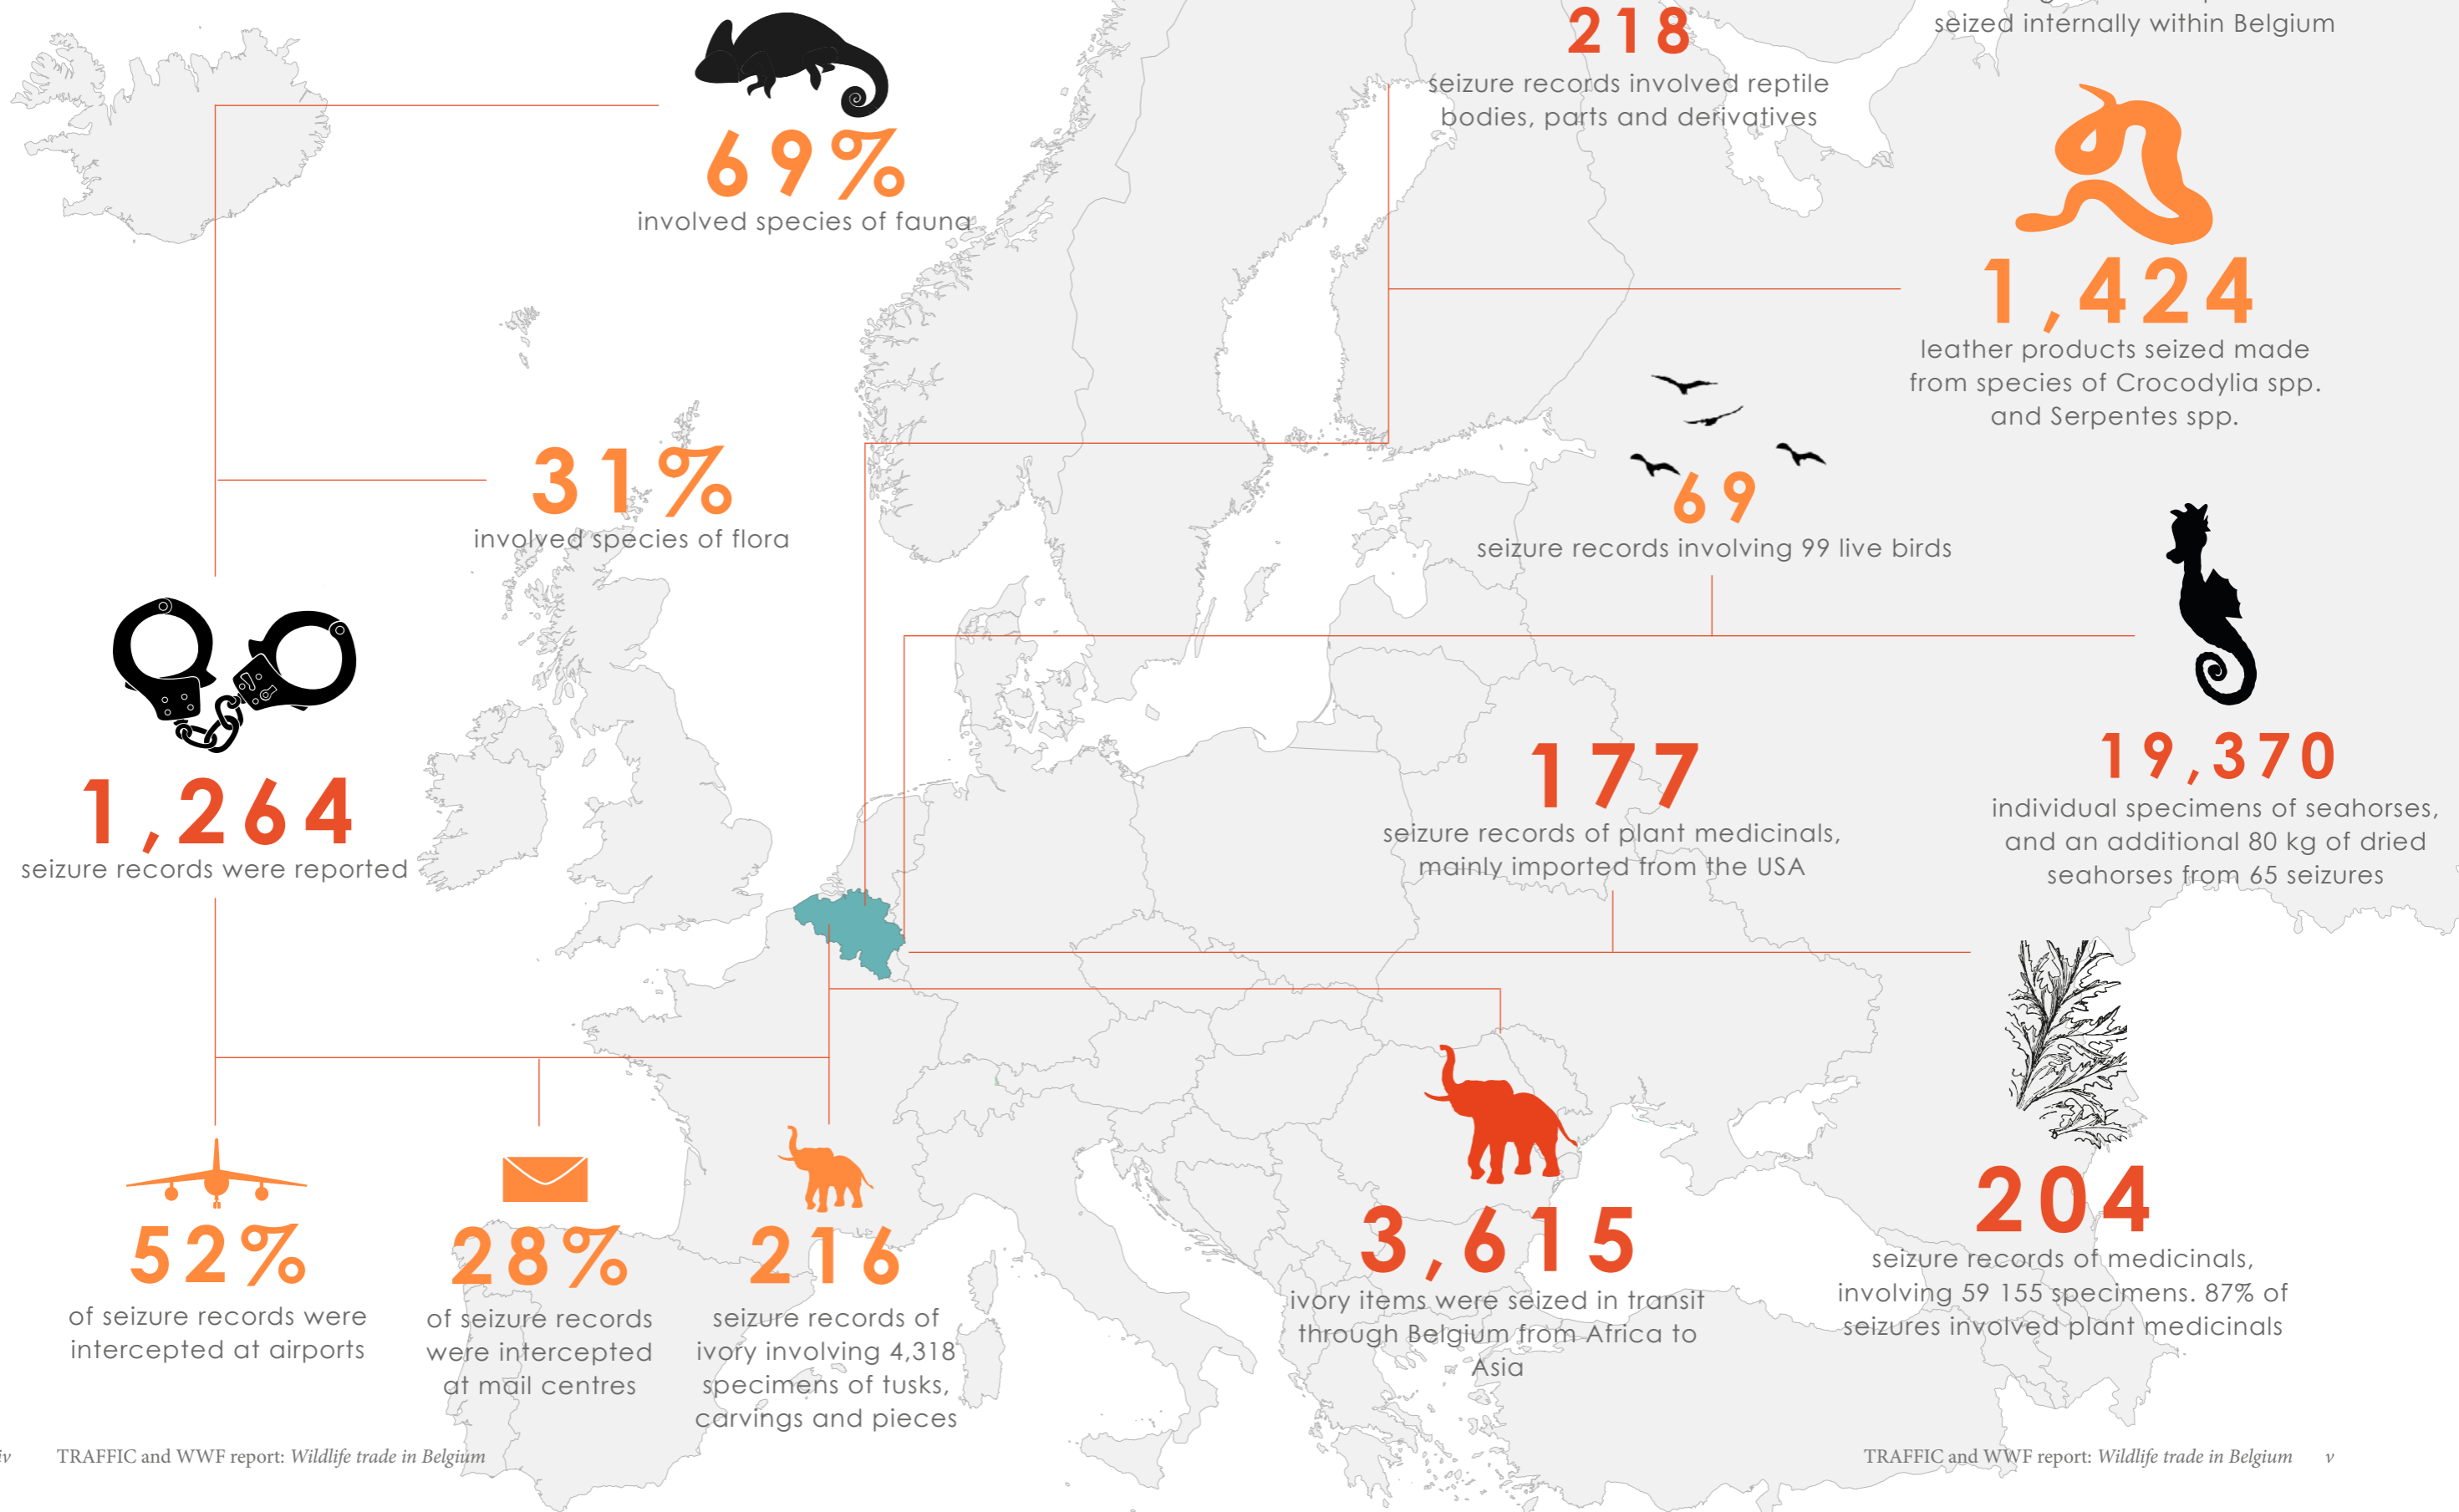 69%
involved species of fauna
31%
involved species of flora
1,264
seizure records were reported
52%
of seizure records were
intercepted at airports
28%
of seizure records
were intercepted
at mail centres
216
seizure records of
ivory involving 4,318
specimens of tusks,
carvings and pieces
218
seizure records involved reptile
bodies, parts and derivatives
seized internally within Belgium
1,424
leather products seized made
from species of Crocodylia spp.
and Serpentes spp.
69
seizure records involving 99 live birds
19,370
individual specimens of seahorses,
and an additional 80 kg of dried
seahorses from 65 seizures
177
seizure records of plant medicinals,
mainly imported from the USA
3,615
ivory items were seized in transit
through Belgium from Africa to
Asia
204
seizure records of medicinals,
involving 59 155 specimens. 87% of
seizures involved plant medicinals
iv TRAFFIC and WWF report: Wildlife trade in Belgium
TRAFFIC and WWF report: Wildlife trade in Belgium v